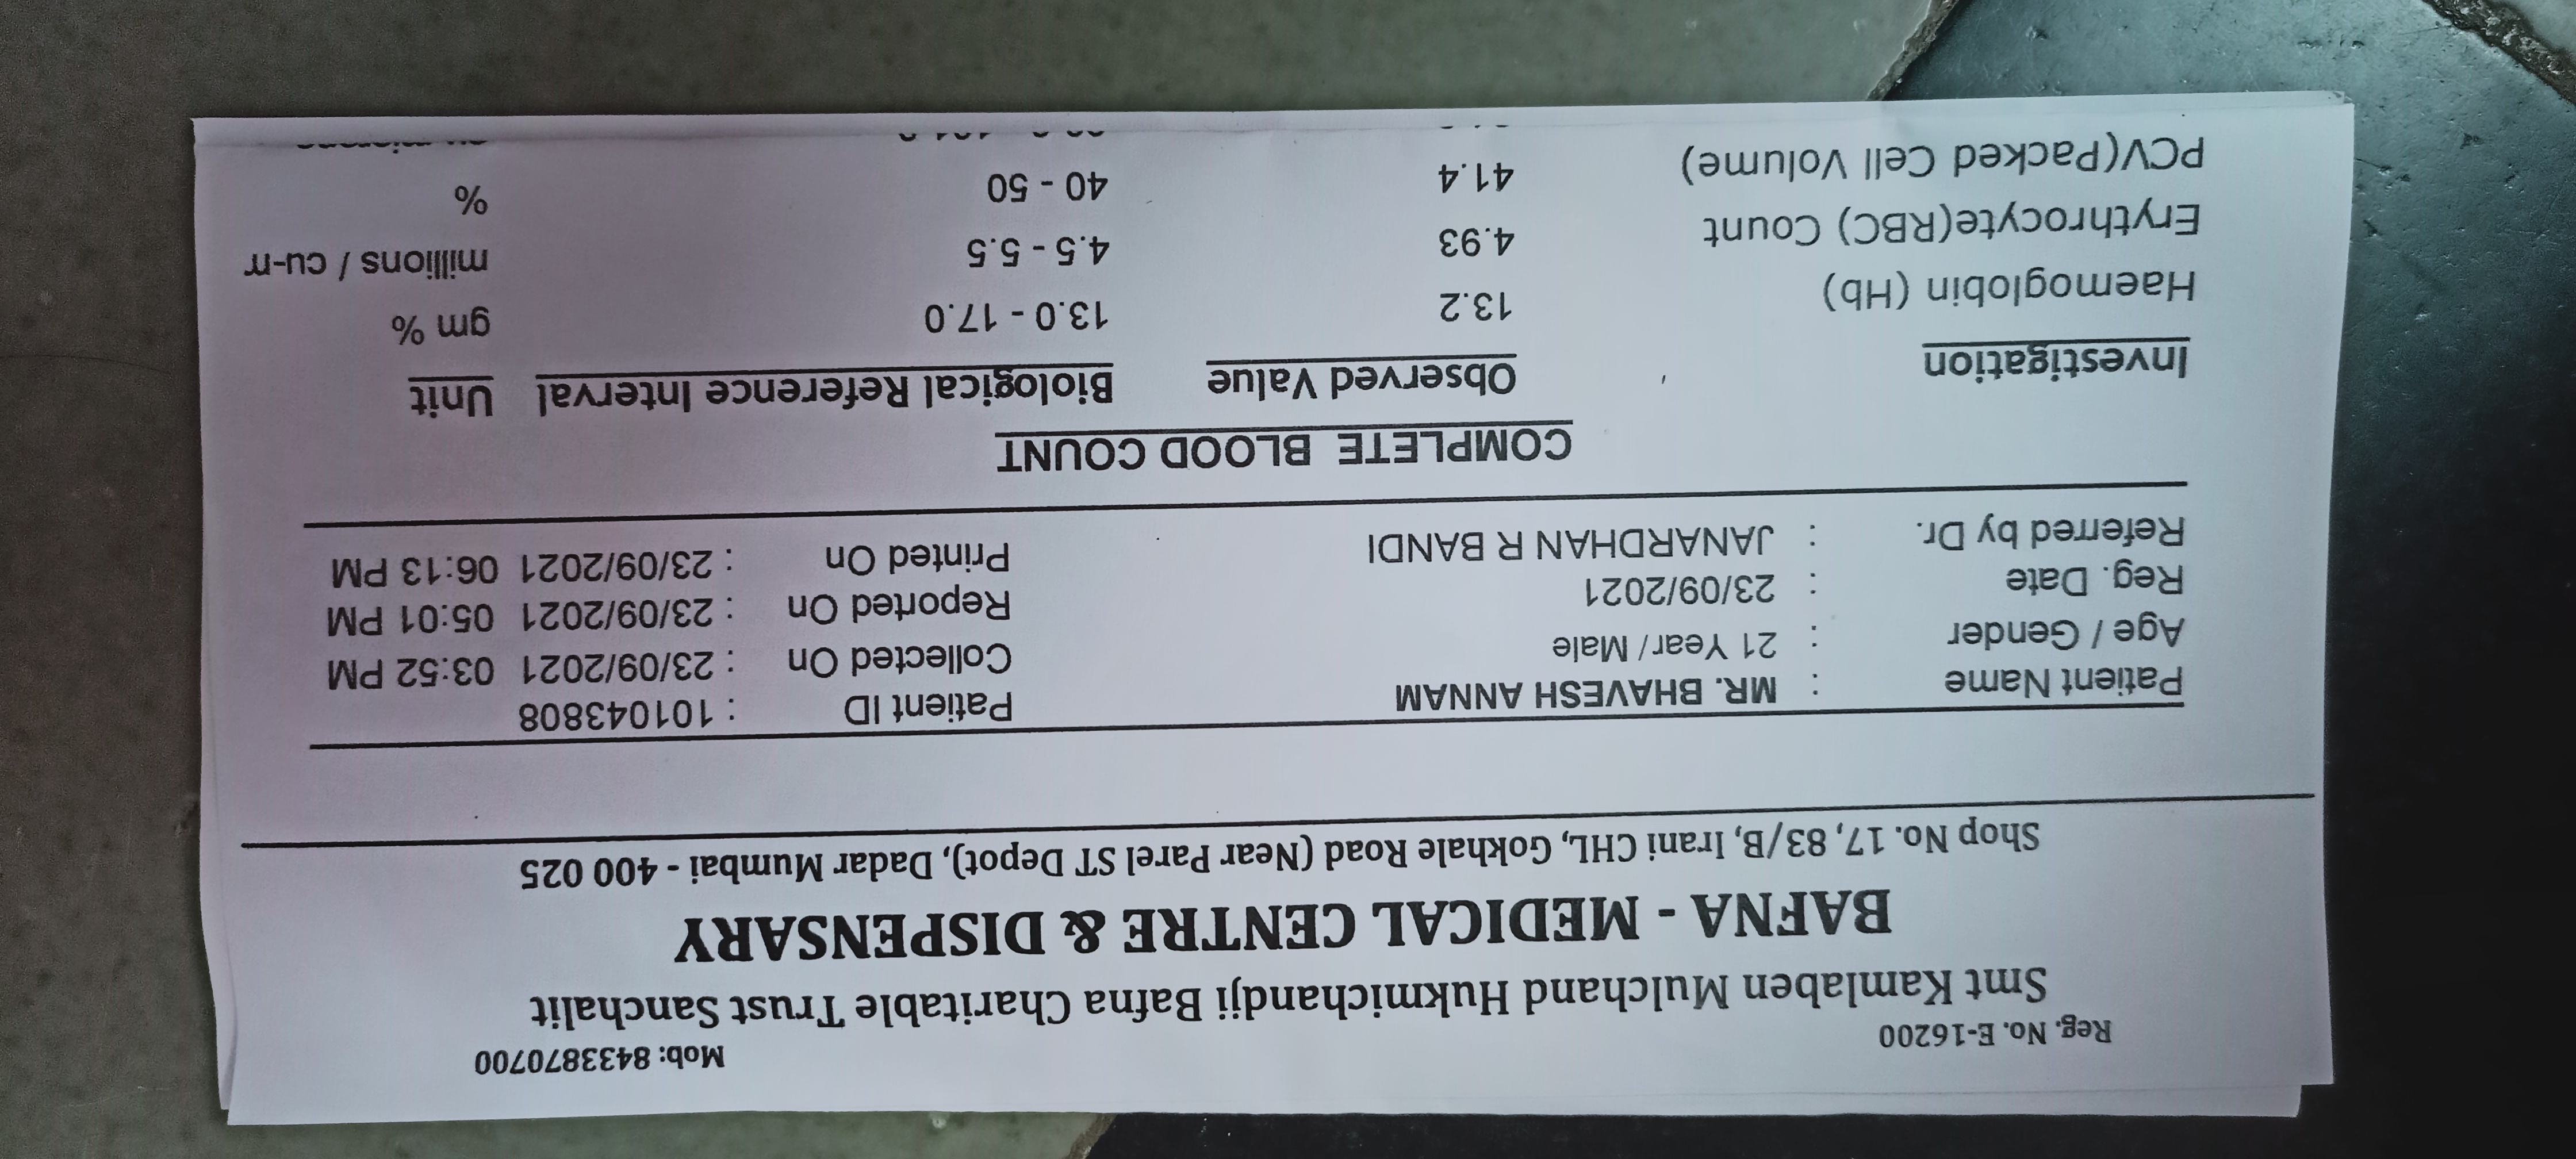 Reg. No. E-16200 Mob: 8433870700
Smt Kamlaben Mulchand Hukmichandji Bafna Charitable Trust Sanchalit
BAFNA - MEDICAL CENTRE & DISPENSARY
Shop No. 17, 83/B, Irani CHL, Gokhale Road (Near Parel ST Depot), Dadar Mumbai - 400 025
Patient Name : MR. BHAVESH ANNAM Patient ID : 101043808
Age / Gender : 21 Year/ Male Collected On : 23/09/2021 03:52 PM
Reg. Date : 23/09/2021 Reported On : 23/09/2021 05:01 PM
Referred by Dr. : JANARDHAN R BANDI Printed On : 23/09/2021 06:13 PM
COMPLETE BLOOD COUNT
Investigation Observed Value Biological Reference Interval Unit
Haemoglobin (Hb) 13.2 13.0 - 17.0 gm %
Erythrocyte(RBC) Count 4.93 4.5 - 5.5 millions / cu-
PCV(Packed Cell Volume) 41.4 40 - 50 %